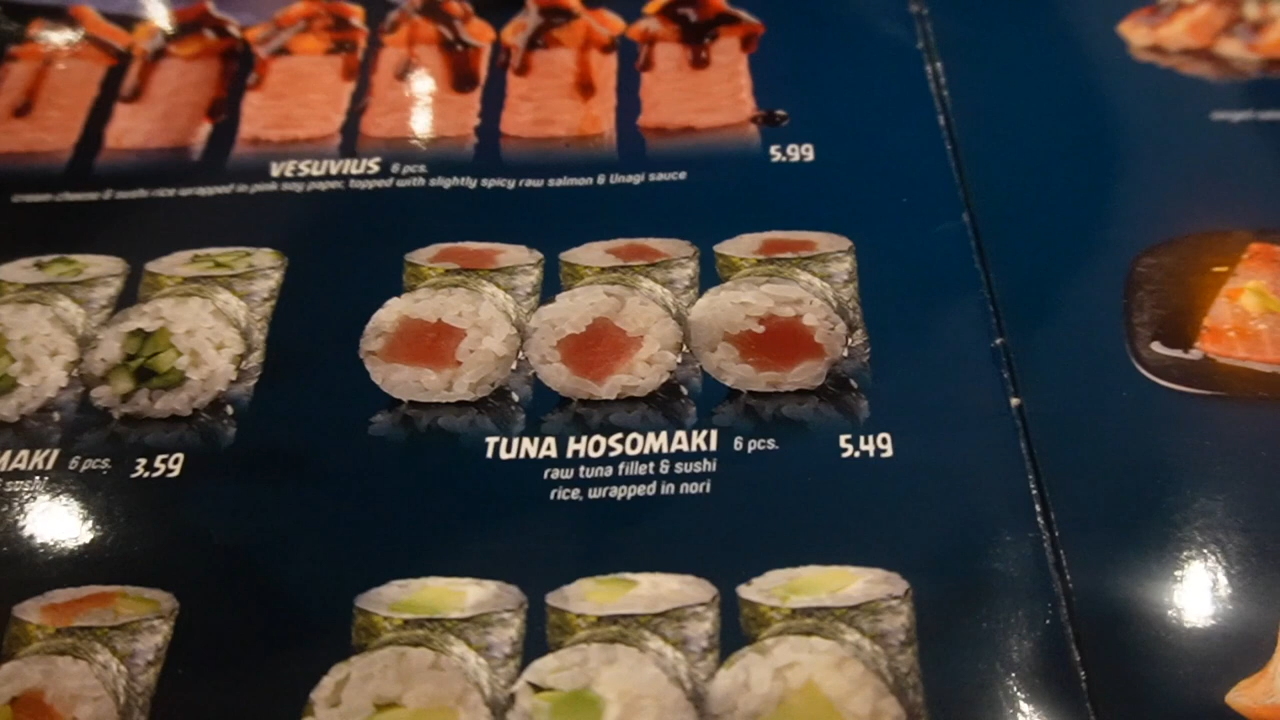 VESUVIUS 6 pcs. 5.99
cream cheese & sushi rice wrapped in pink soy paper, topped with slightly spicy raw salmon & Unagi sauce
MAKI 6 pcs. 3,59
& sushi
TUNA HOSOMAKI 6 pcs. 5.49
raw tuna fillet & sushi
rice, wrapped in nori